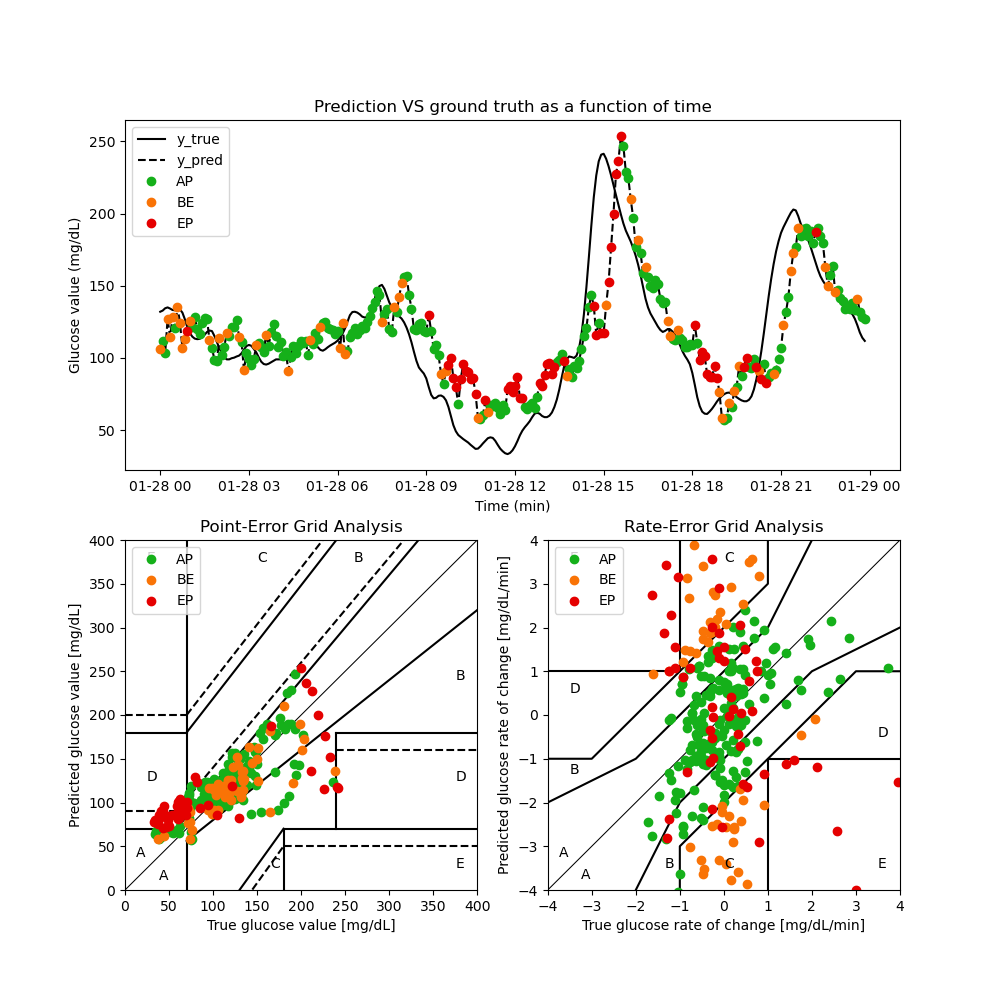 Prediction VS ground truth as a function of time
Glucose value (mg/dL)
250
200
150
100
50
y_true
y_pred
AP
BE
EP
01-28 00 01-28 03 01-28 06 01-28 09 01-28 12 01-28 15 01-28 18 01-28 21 01-29 00
Time (min)
Point-Error Grid Analysis
Predicted glucose value [mg/dL]
400
350
300
250
200
150
100
50
0
AP
BE
EP
C
B
B
D
D
A
A
C
E
0 50 100 150 200 250 300 350 400
True glucose value [mg/dL]
Rate-Error Grid Analysis
Predicted glucose rate of change [mg/dL/min]
4
3
2
1
0
−1
−2
−3
−4
AP
BE
EP
C
D
D
B
A
A
B
C
E
−4 −3 −2 −1 0 1 2 3 4
True glucose rate of change [mg/dL/min]